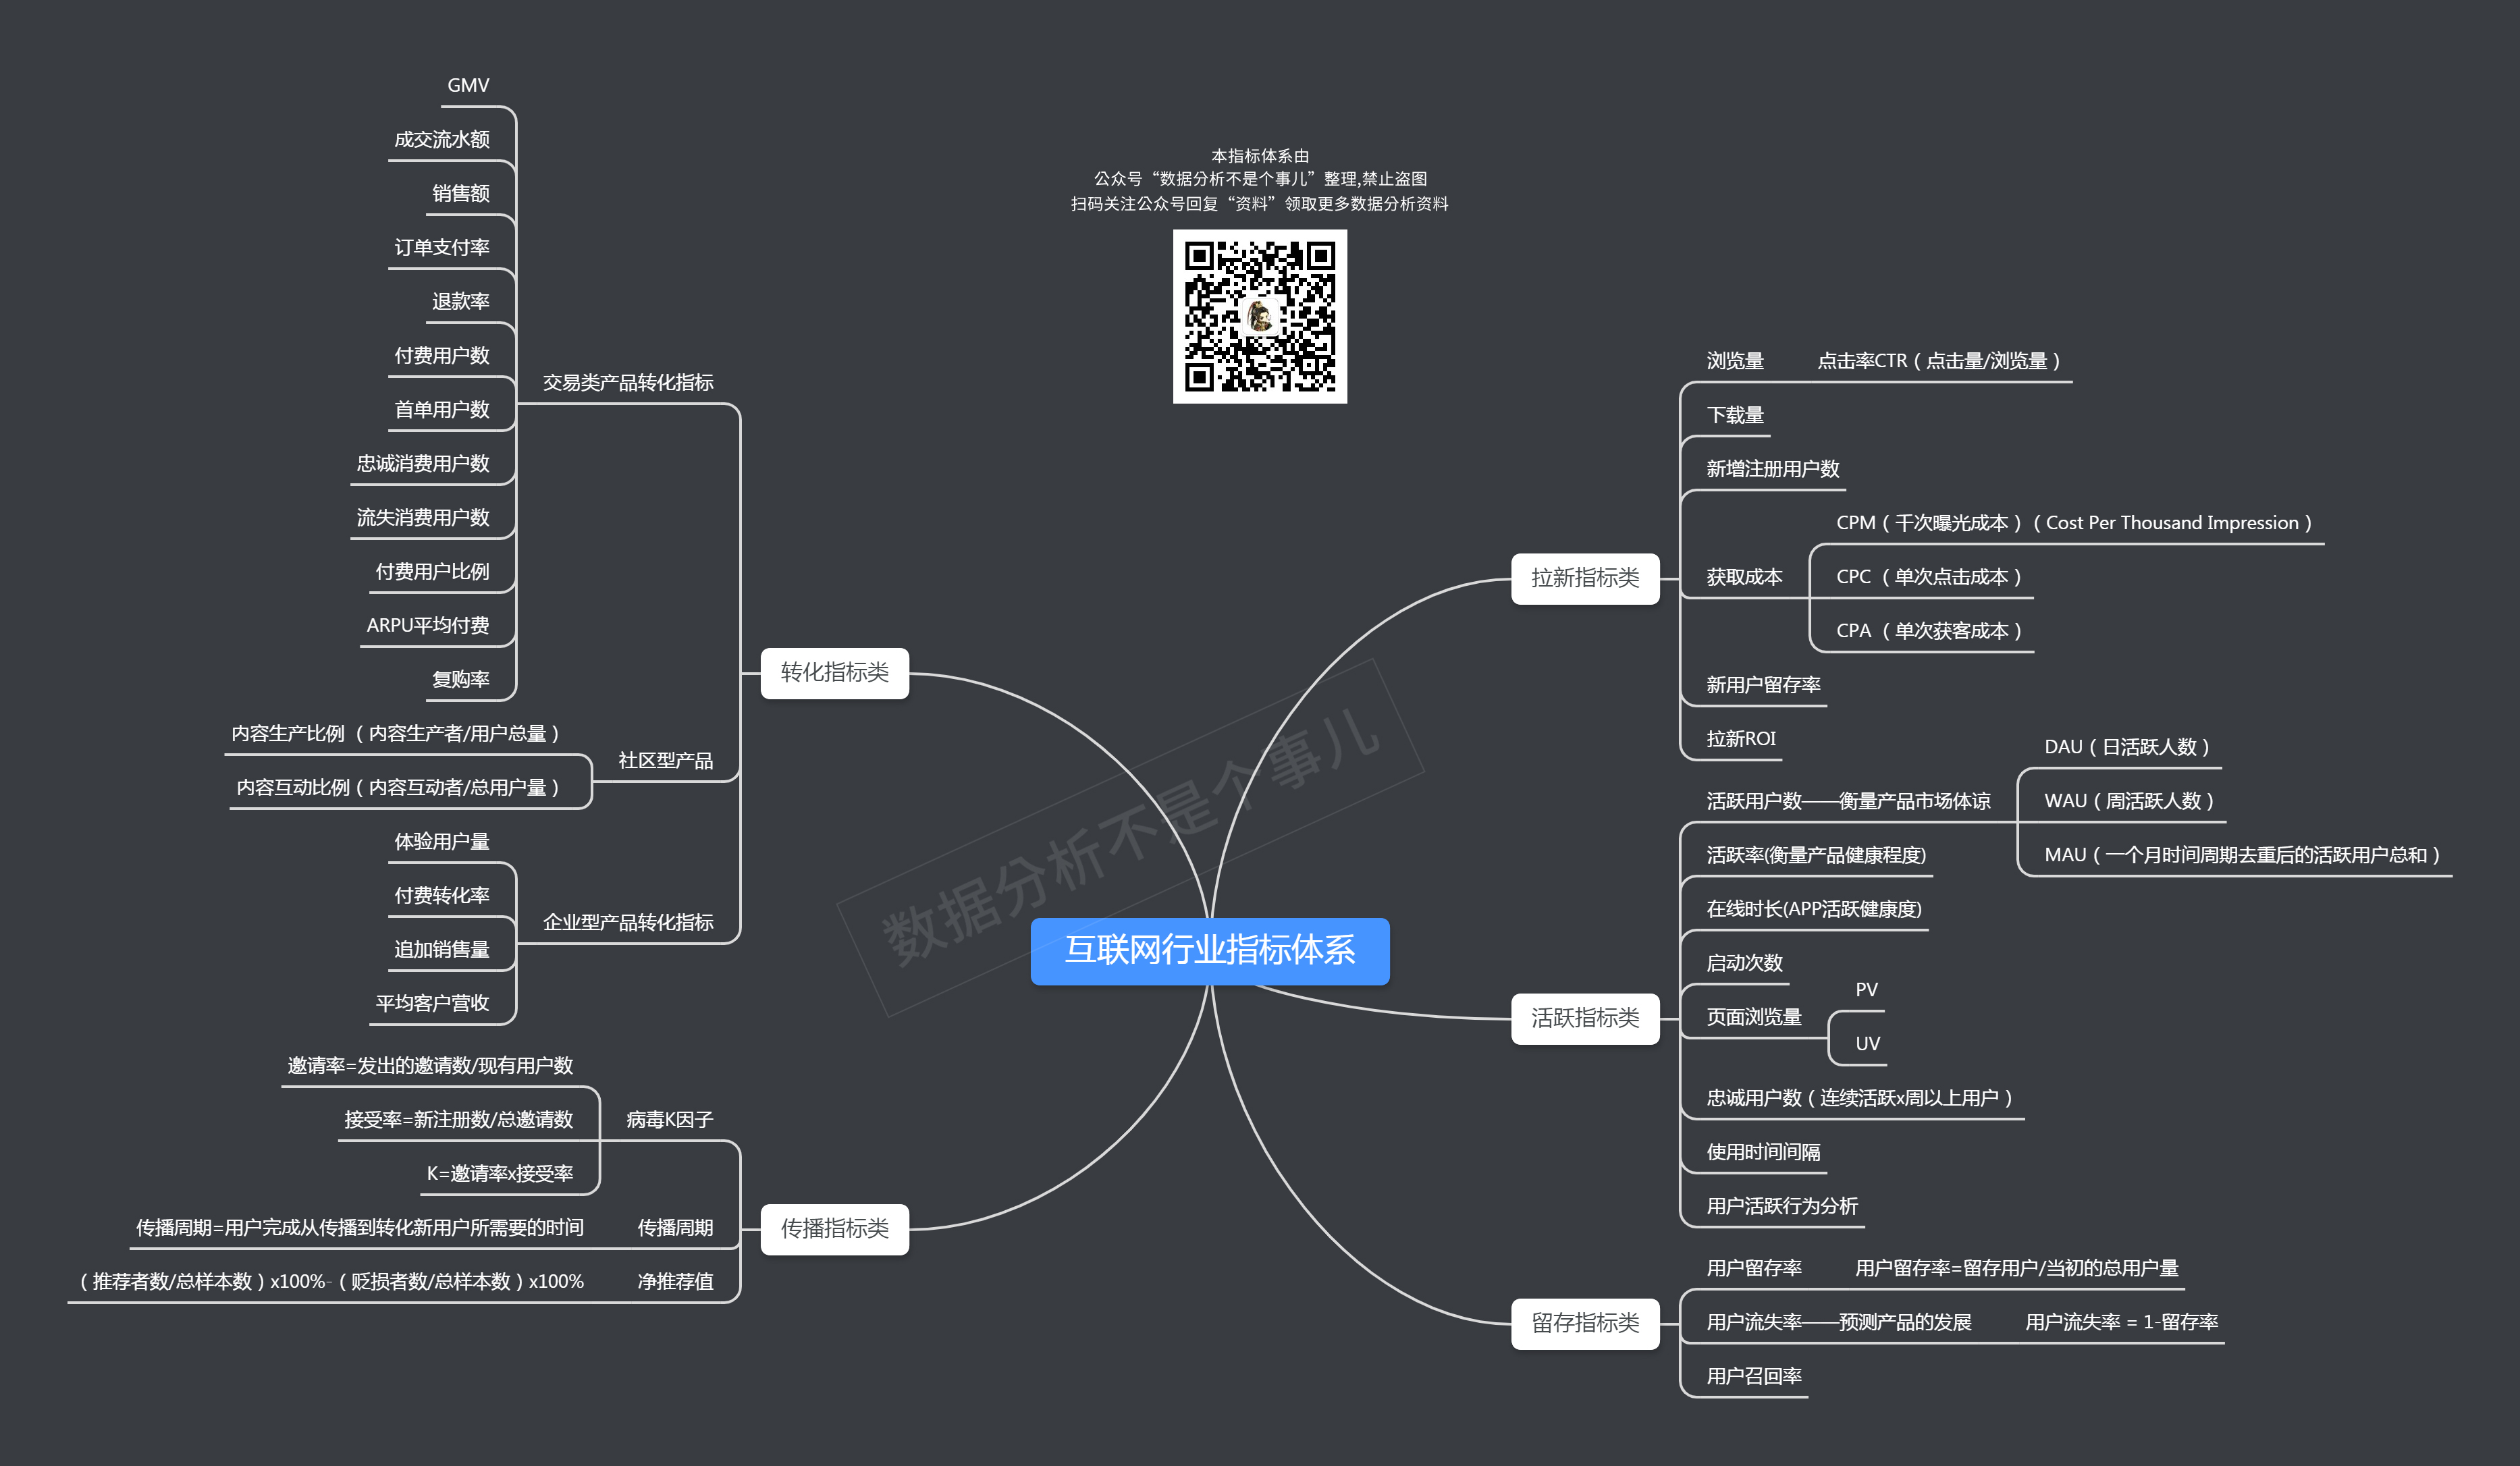 本指标体系由
公众号“数据分析不是个事儿”整理,禁止盗图
扫码关注公众号回复“资料”领取更多数据分析资料
互联网行业指标体系
数据分析不是个事儿
拉新指标类
浏览量
点击率CTR（点击量/浏览量）
下载量
新增注册用户数
获取成本
CPM（千次曝光成本）（Cost Per Thousand Impression）
CPC （单次点击成本）
CPA （单次获客成本）
新用户留存率
拉新ROI
活跃指标类
活跃用户数——衡量产品市场体谅
DAU（日活跃人数）
WAU（周活跃人数）
MAU（一个月时间周期去重后的活跃用户总和）
活跃率(衡量产品健康程度)
在线时长(APP活跃健康度)
启动次数
页面浏览量
PV
UV
忠诚用户数（连续活跃x周以上用户）
使用时间间隔
用户活跃行为分析
留存指标类
用户留存率
用户留存率=留存用户/当初的总用户量
用户流失率——预测产品的发展
用户流失率 = 1-留存率
用户召回率
转化指标类
交易类产品转化指标
GMV
成交流水额
销售额
订单支付率
退款率
付费用户数
首单用户数
忠诚消费用户数
流失消费用户数
付费用户比例
ARPU平均付费
复购率
社区型产品
内容生产比例 （内容生产者/用户总量）
内容互动比例（内容互动者/总用户量）
企业型产品转化指标
体验用户量
付费转化率
追加销售量
平均客户营收
传播指标类
病毒K因子
邀请率=发出的邀请数/现有用户数
接受率=新注册数/总邀请数
K=邀请率x接受率
传播周期
传播周期=用户完成从传播到转化新用户所需要的时间
净推荐值
（推荐者数/总样本数）x100%-（贬损者数/总样本数）x100%